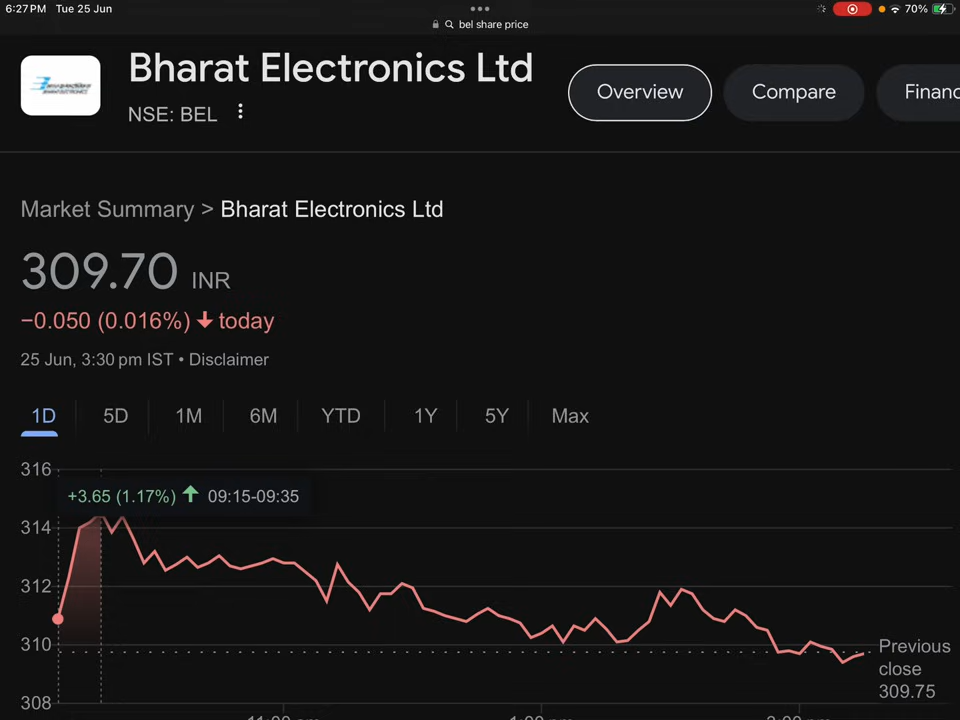 6:27 PM Tue 25 Jun
70%
bel share price
Bharat Electronics Ltd
NSE: BEL
Overview
Compare
Financ
Market Summary > Bharat Electronics Ltd
309.70 INR
−0.050 (0.016%) ↓ today
25 Jun, 3:30 pm IST • Disclaimer
1D 5D 1M 6M YTD 1Y 5Y Max
316
+3.65 (1.17%) ↑ 09:15-09:35
314
312
310
Previous
close
309.75
308